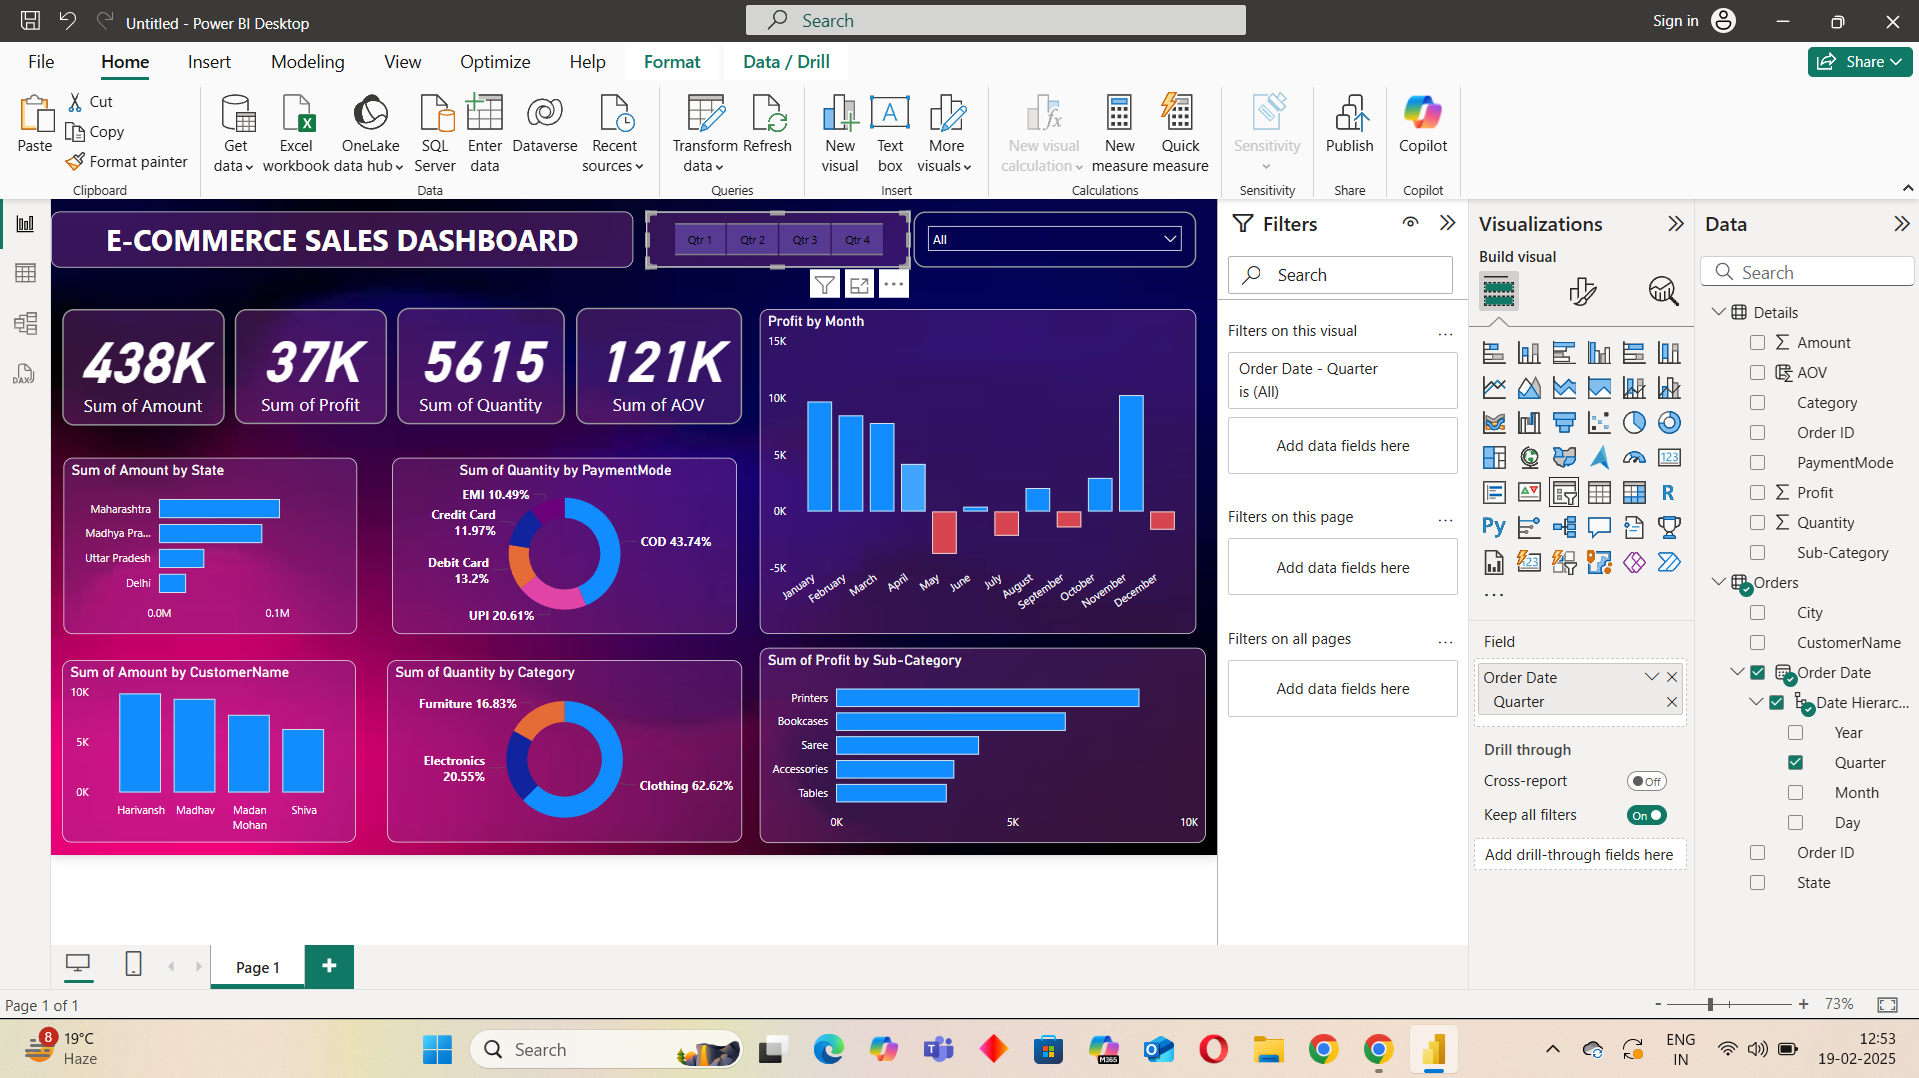 Untitled - Power BI Desktop
Search
Sign in
File
Home
Insert
Modeling
View
Optimize
Help
Format
Data / Drill
Share
Paste
Cut
Copy
Format painter
Clipboard
Get data
Excel workbook
OneLake data hub
SQL Server
Enter data
Dataverse
Recent sources
Data
Transform data
Refresh
Queries
New visual
Text box
More visuals
Insert
New visual calculation
New measure
Quick measure
Calculations
Sensitivity
Sensitivity
Publish
Share
Copilot
Copilot
E-COMMERCE SALES DASHBOARD
Qtr 1
Qtr 2
Qtr 3
Qtr 4
All
438K
Sum of Amount
37K
Sum of Profit
5615
Sum of Quantity
121K
Sum of AOV
Profit by Month
15K
10K
5K
0K
-5K
January
February
March
April
May
June
July
August
September
October
November
December
Sum of Amount by State
Maharashtra
Madhya Pra...
Uttar Pradesh
Delhi
0.0M
0.1M
Sum of Quantity by PaymentMode
EMI 10.49%
Credit Card
11.97%
Debit Card
13.2%
UPI 20.61%
COD 43.74%
Sum of Amount by CustomerName
10K
5K
0K
Harivansh
Madhav
Madan
Mohan
Shiva
Sum of Quantity by Category
Furniture 16.83%
Electronics
20.55%
Clothing 62.62%
Sum of Profit by Sub-Category
Printers
Bookcases
Saree
Accessories
Tables
0K
5K
10K
Filters
Search
Filters on this visual
Order Date - Quarter
is (All)
Add data fields here
Filters on this page
Add data fields here
Filters on all pages
Add data fields here
Visualizations
Build visual
123
R
Py
Field
Order Date
Quarter
Drill through
Cross-report
Off
Keep all filters
On
Add drill-through fields here
Data
Search
Details
Amount
AOV
Category
Order ID
PaymentMode
Profit
Quantity
Sub-Category
Orders
City
CustomerName
Order Date
Date Hierarc...
Year
Quarter
Month
Day
Order ID
State
DAX
Page 1
Page 1 of 1
- + 73%
8
19°C
Haze
Search
M365
ENG
IN
12:53
19-02-2025